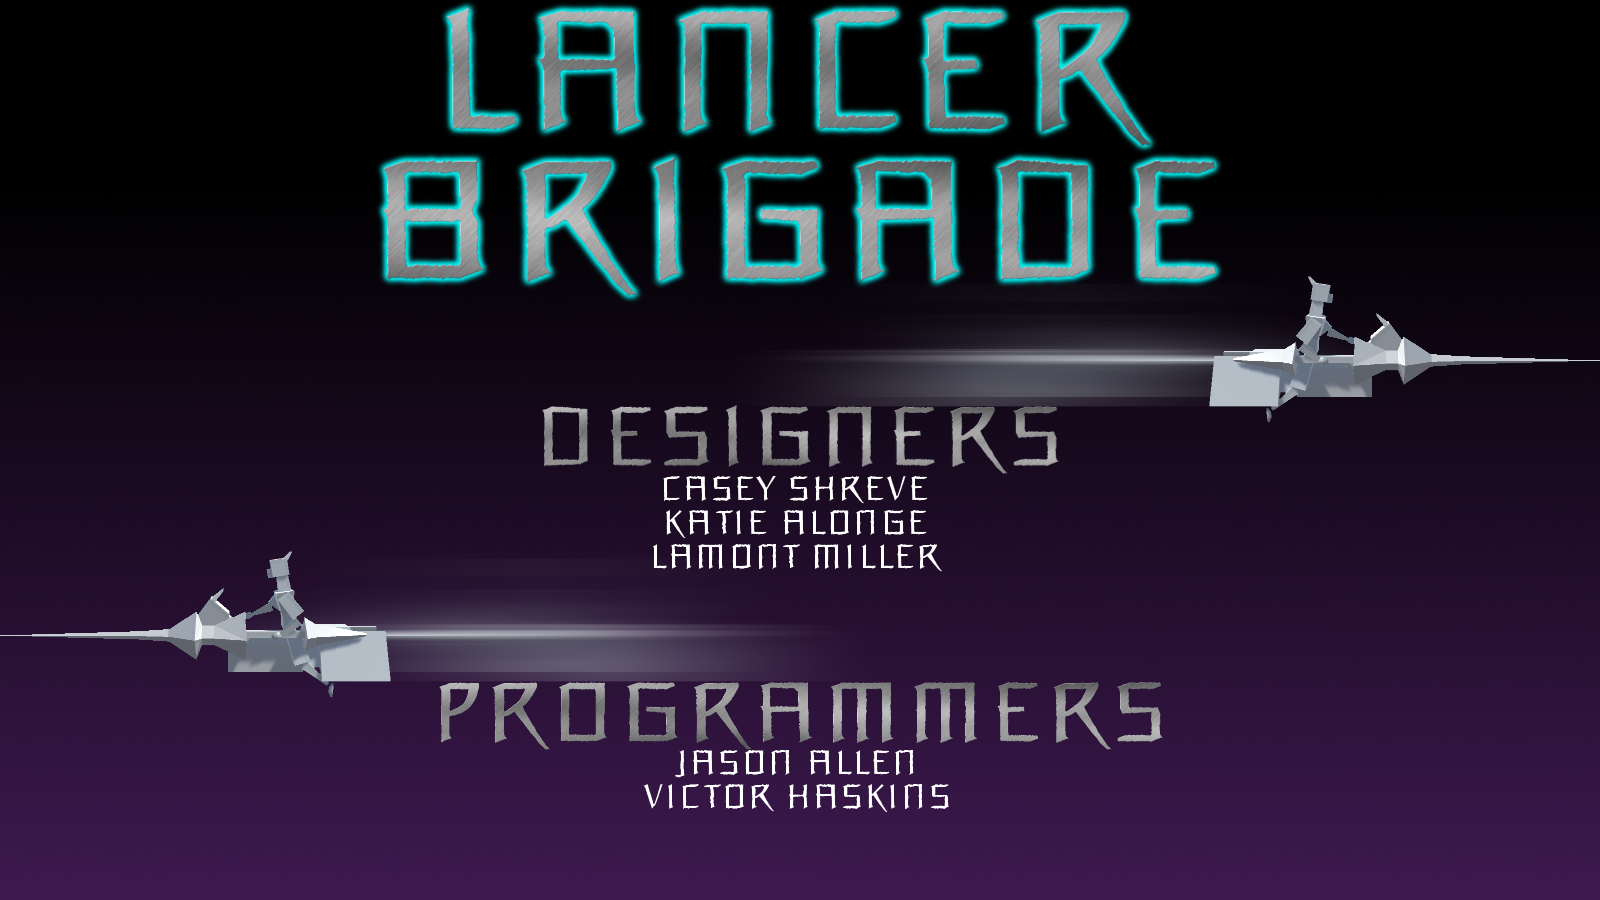 LANCER
BRIGADE
DESIGNERS
CASEY SHREVE
KATIE ALONGE
LAMONT MILLER
PROGRAMMERS
JASON ALLEN
VICTOR HASKINS